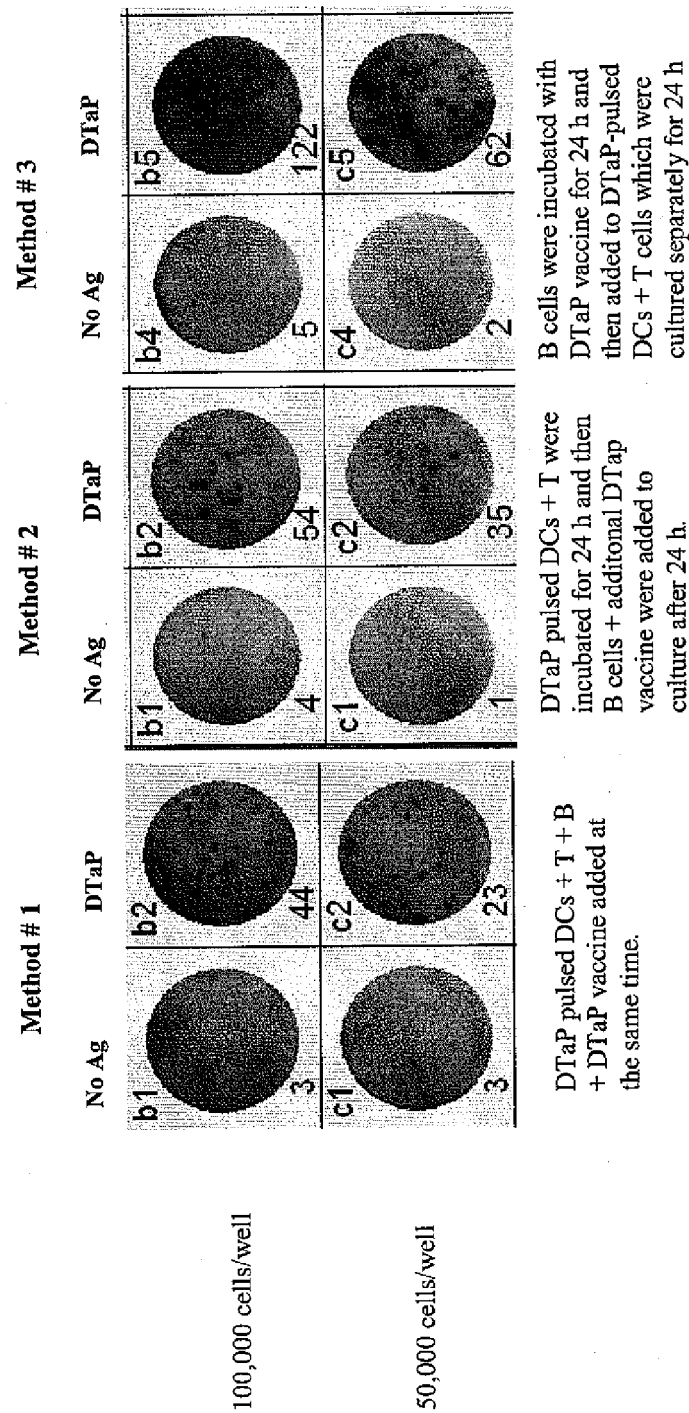 Method # 1
Method # 2
Method # 3
No Ag
DTaP
No Ag
DTaP
No Ag
DTaP
100,000 cells/well
b1
3
b2
44
b1
4
b2
54
b4
5
b5
122
50,000 cells/well
c1
3
c2
23
c1
1
c2
35
c4
2
c5
62
DTaP pulsed DCs + T + B
+ DTaP vaccine added at
the same time.
DTaP pulsed DCs + T were
incubated for 24 h and then
B cells + additonal DTap
vaccine were added to
culture after 24 h.
B cells were incubated with
DTaP vaccine for 24 h and
then added to DTaP-pulsed
DCs + T cells which were
cultured separately for 24 h